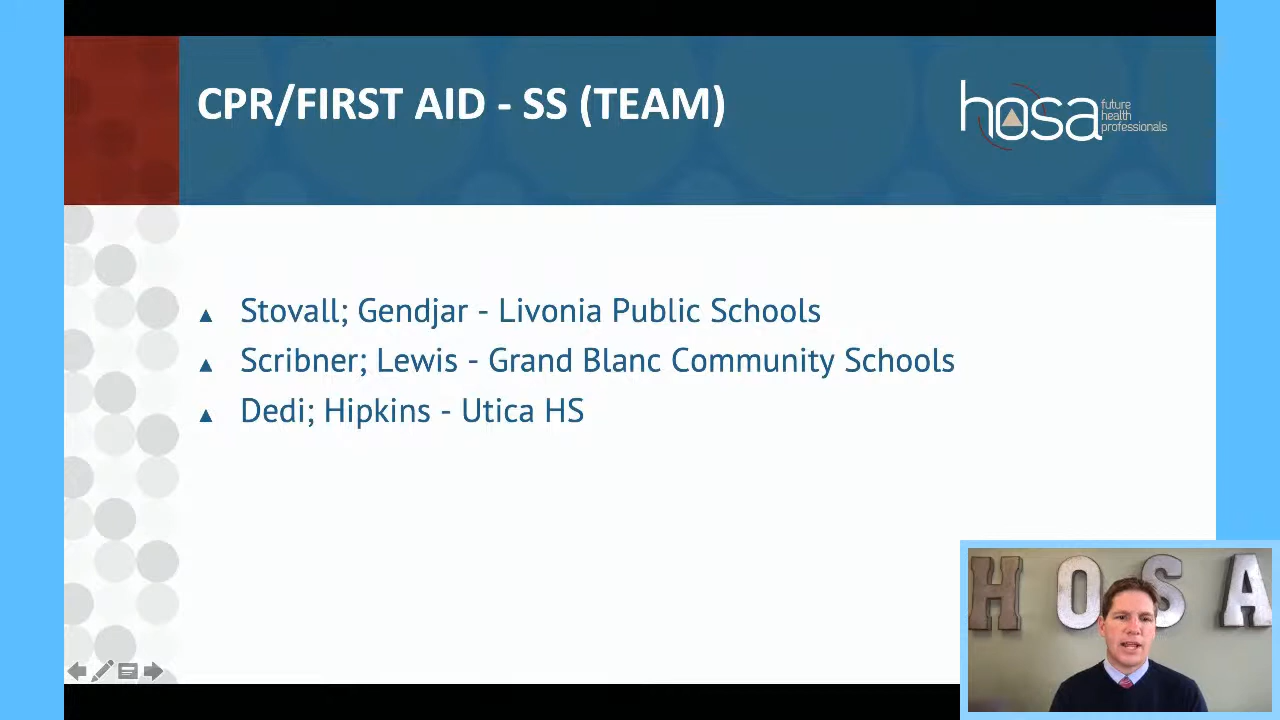 CPR/FIRST AID - SS (TEAM)
hosa
future
health
professionals
Stovall; Gendjar - Livonia Public Schools
Scribner; Lewis - Grand Blanc Community Schools
Dedi; Hipkins - Utica HS
HOSA